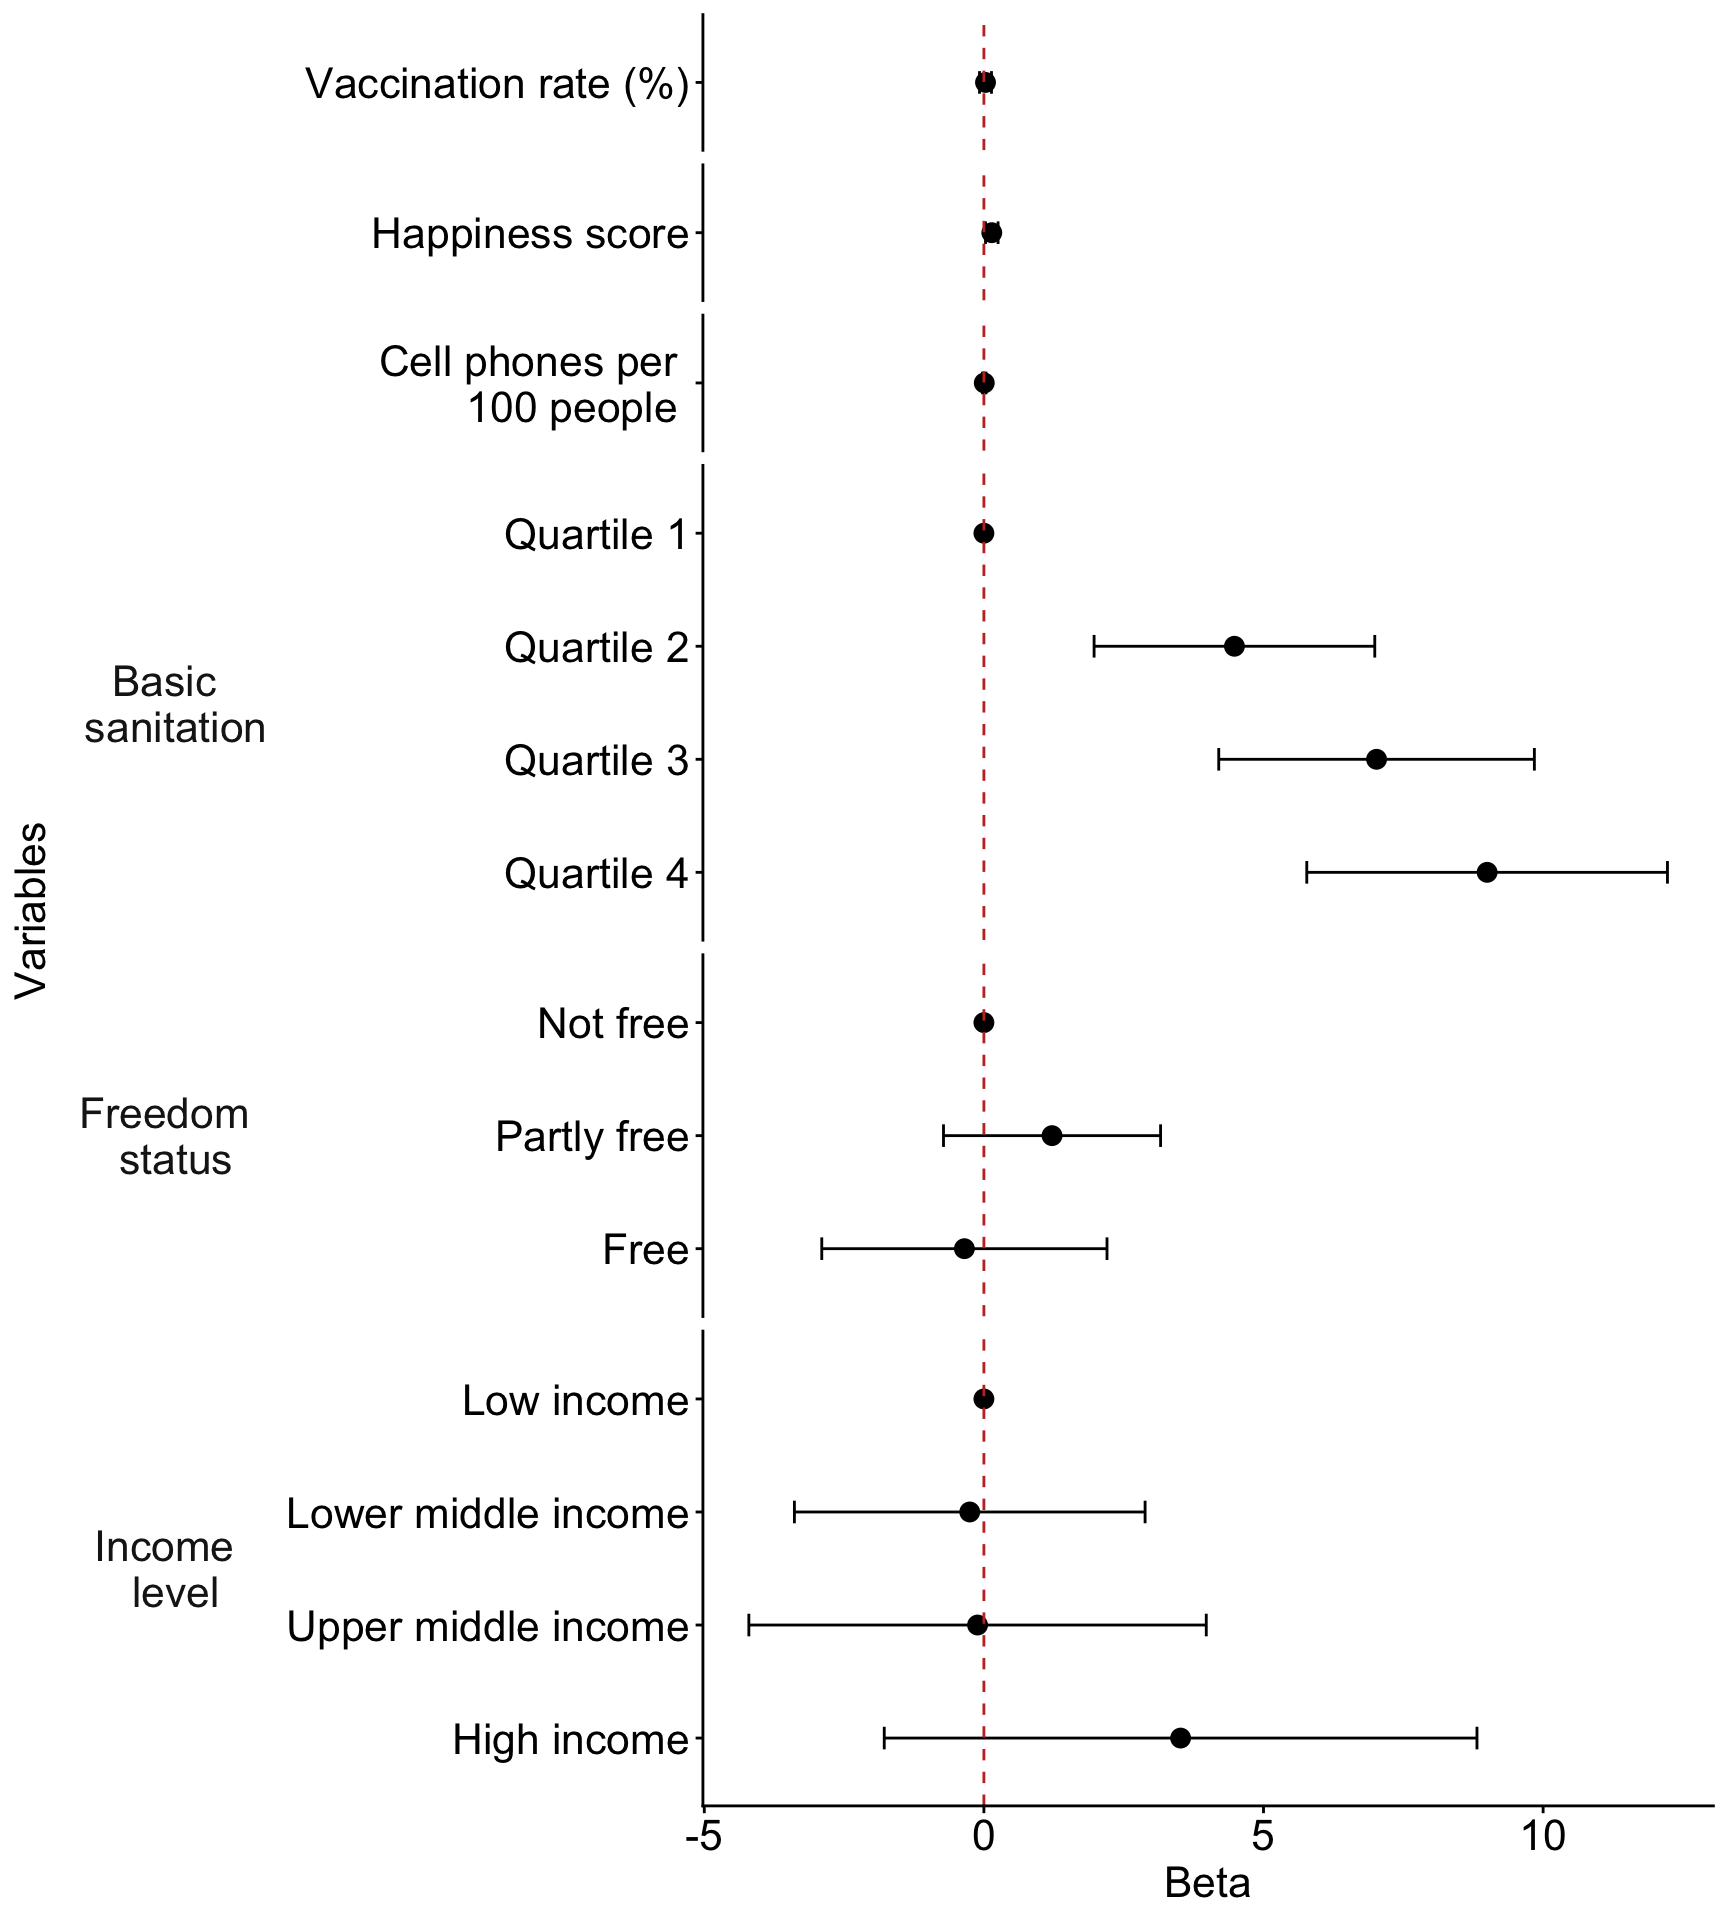 Variables
Vaccination rate (%)
Happiness score
Cell phones per
100 people
Basic
sanitation
Quartile 1
Quartile 2
Quartile 3
Quartile 4
Freedom
status
Not free
Partly free
Free
Income
level
Low income
Lower middle income
Upper middle income
High income
-5 0 5 10
Beta